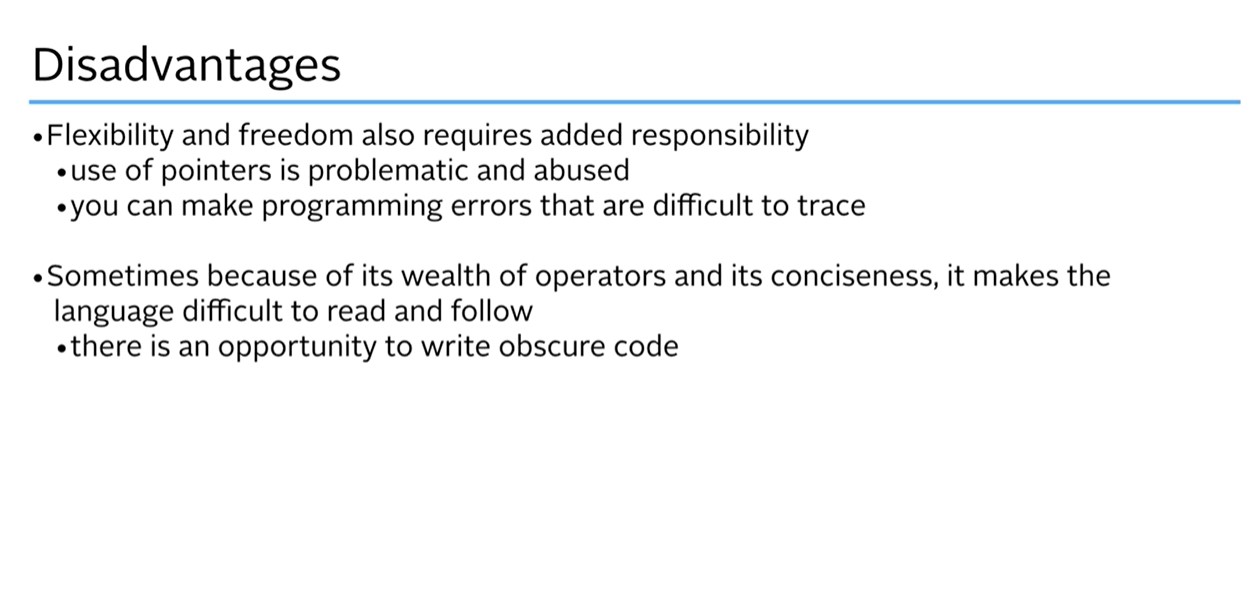 Disadvantages
•Flexibility and freedom also requires added responsibility
•use of pointers is problematic and abused
•you can make programming errors that are difficult to trace
•Sometimes because of its wealth of operators and its conciseness, it makes the
language difficult to read and follow
•there is an opportunity to write obscure code